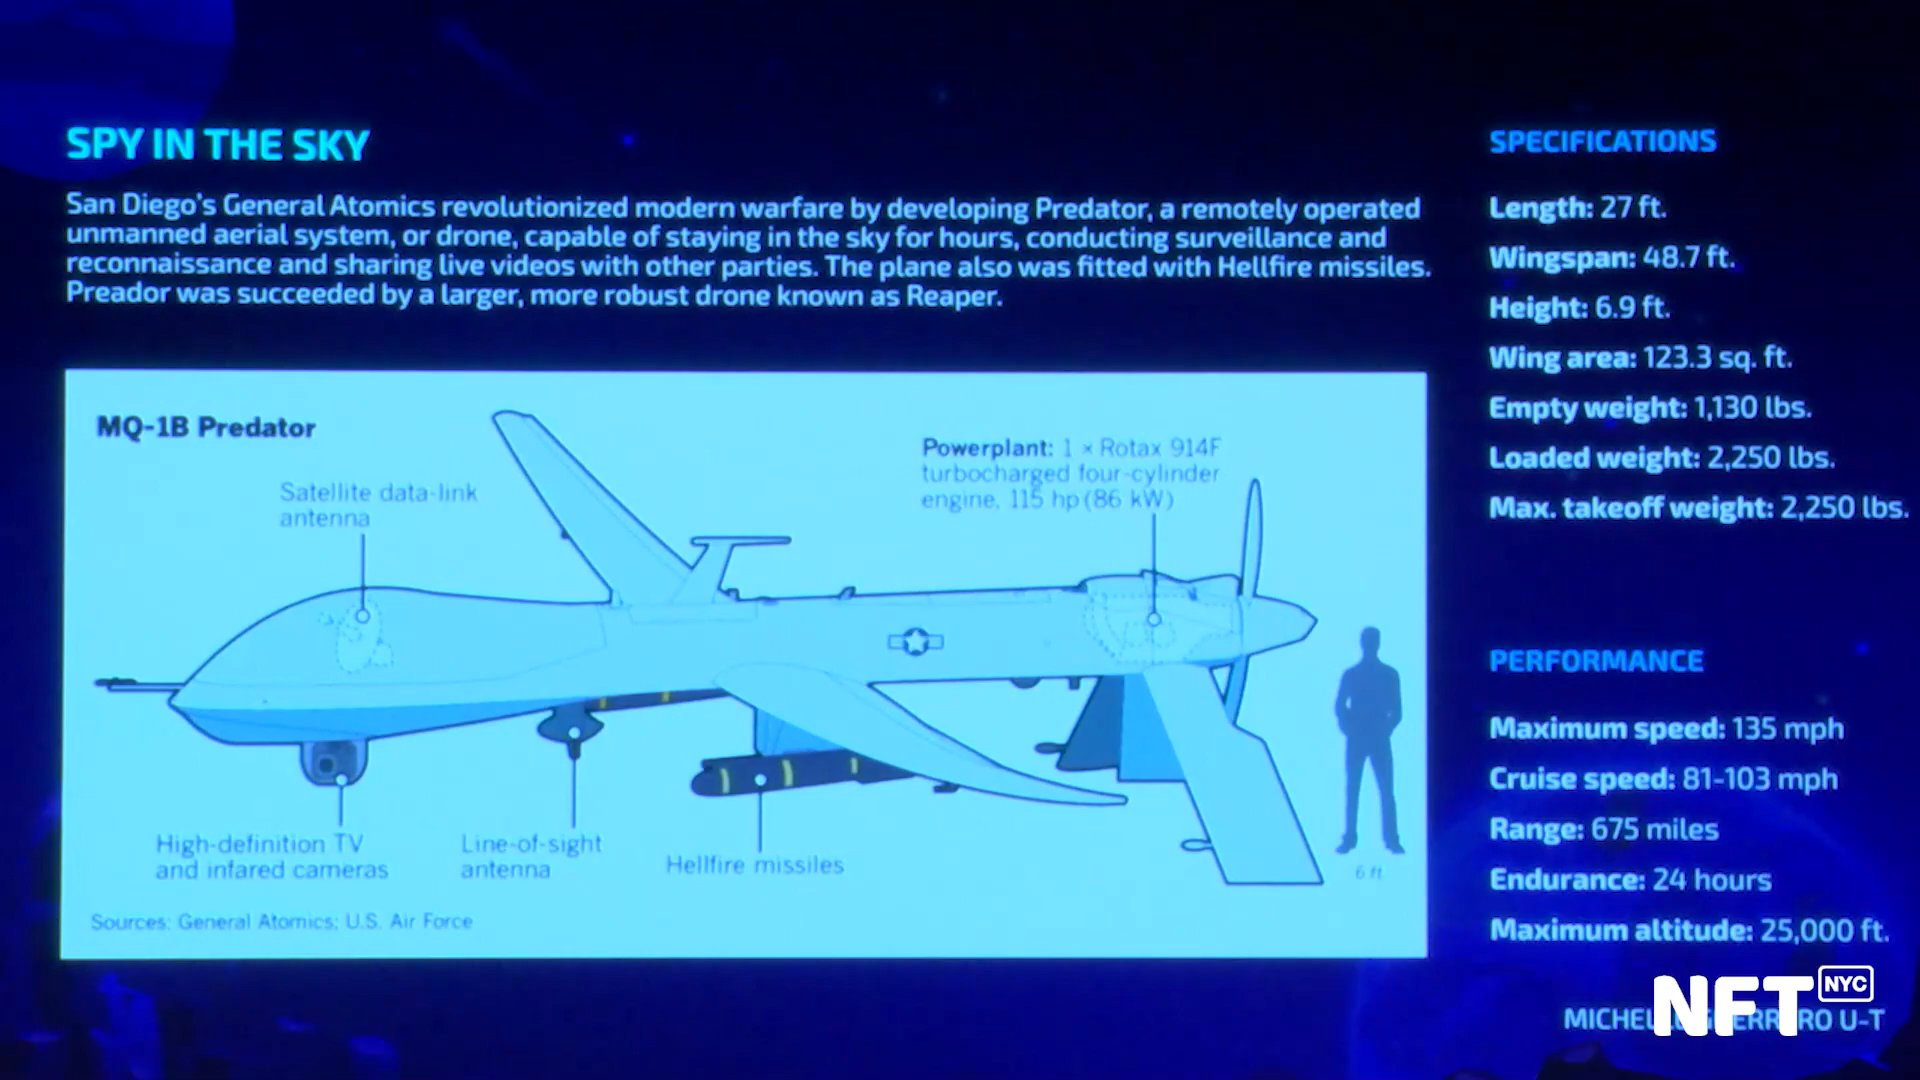 SPY IN THE SKY
San Diego's General Atomics revolutionized modern warfare by developing Predator, a remotely operated
unmanned aerial system, or drone, capable of staying in the sky for hours, conducting surveillance and
reconnaissance and sharing live videos with other parties. The plane also was fitted with Hellfire missiles.
Preador was succeeded by a larger, more robust drone known as Reaper.
MQ-1B Predator
Satellite data-link
antenna
Powerplant: 1 × Rotax 914F
turbocharged four-cylinder
engine, 115 hp (86 kW)
High-definition TV
and infared cameras
Line-of-sight
antenna
Hellfire missiles
6 ft.
Sources: General Atomics; U.S. Air Force
SPECIFICATIONS
Length: 27 ft.
Wingspan: 48.7 ft.
Height: 6.9 ft.
Wing area: 123.3 sq. ft.
Empty weight: 1,130 lbs.
Loaded weight: 2,250 lbs.
Max. takeoff weight: 2,250 lbs.
PERFORMANCE
Maximum speed: 135 mph
Cruise speed: 81-103 mph
Range: 675 miles
Endurance: 24 hours
Maximum altitude: 25,000 ft.
U-T
NFT NYC